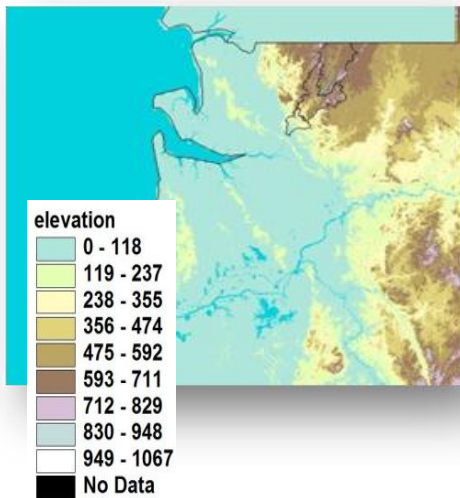 elevation
0 - 118
119 - 237
238 - 355
356 - 474
475 - 592
593 - 711
712 - 829
830 - 948
949 - 1067
No Data